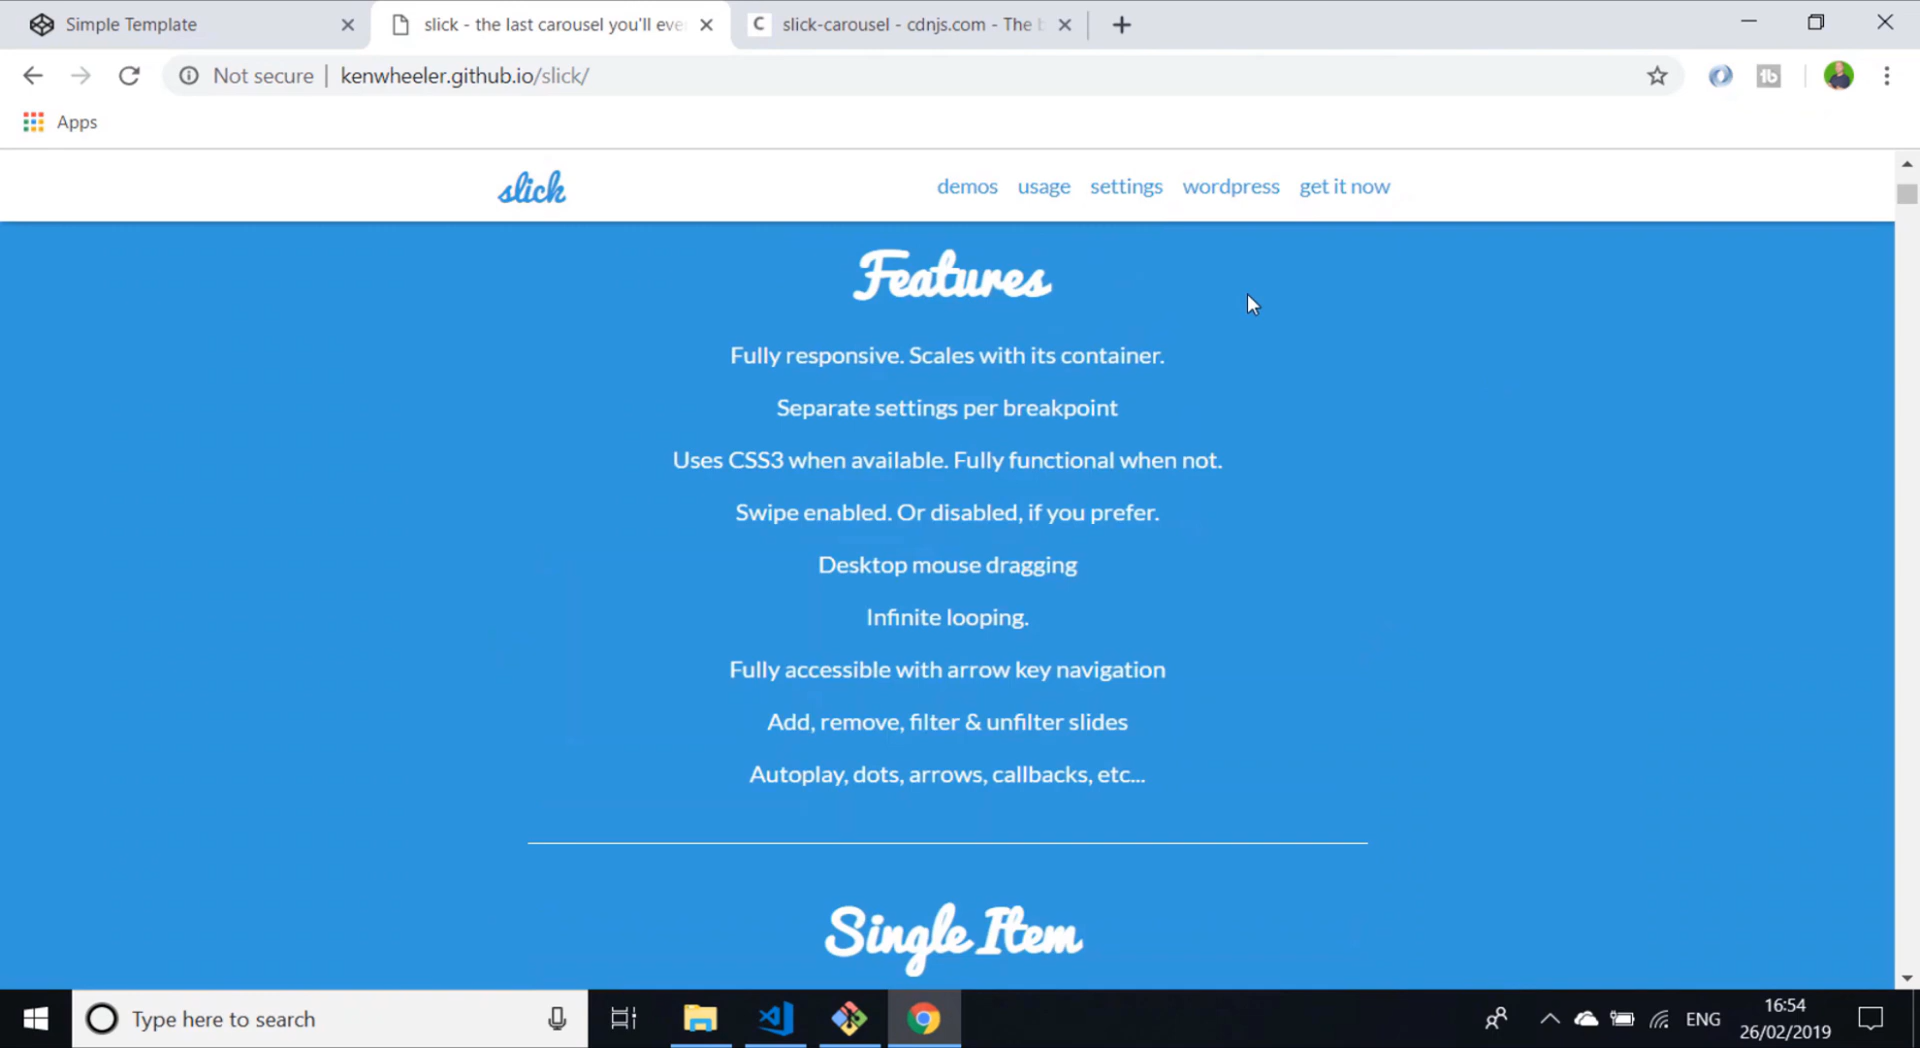 Simple Template
slick - the last carousel you'll eve
slick-carousel - cdnjs.com - The b
Not secure | kenwheeler.github.io/slick/
Apps
slick
demos usage settings wordpress get it now
Features
Fully responsive. Scales with its container.
Separate settings per breakpoint
Uses CSS3 when available. Fully functional when not.
Swipe enabled. Or disabled, if you prefer.
Desktop mouse dragging
Infinite looping.
Fully accessible with arrow key navigation
Add, remove, filter & unfilter slides
Autoplay, dots, arrows, callbacks, etc...
Single Item
Type here to search
ENG
16:54
26/02/2019